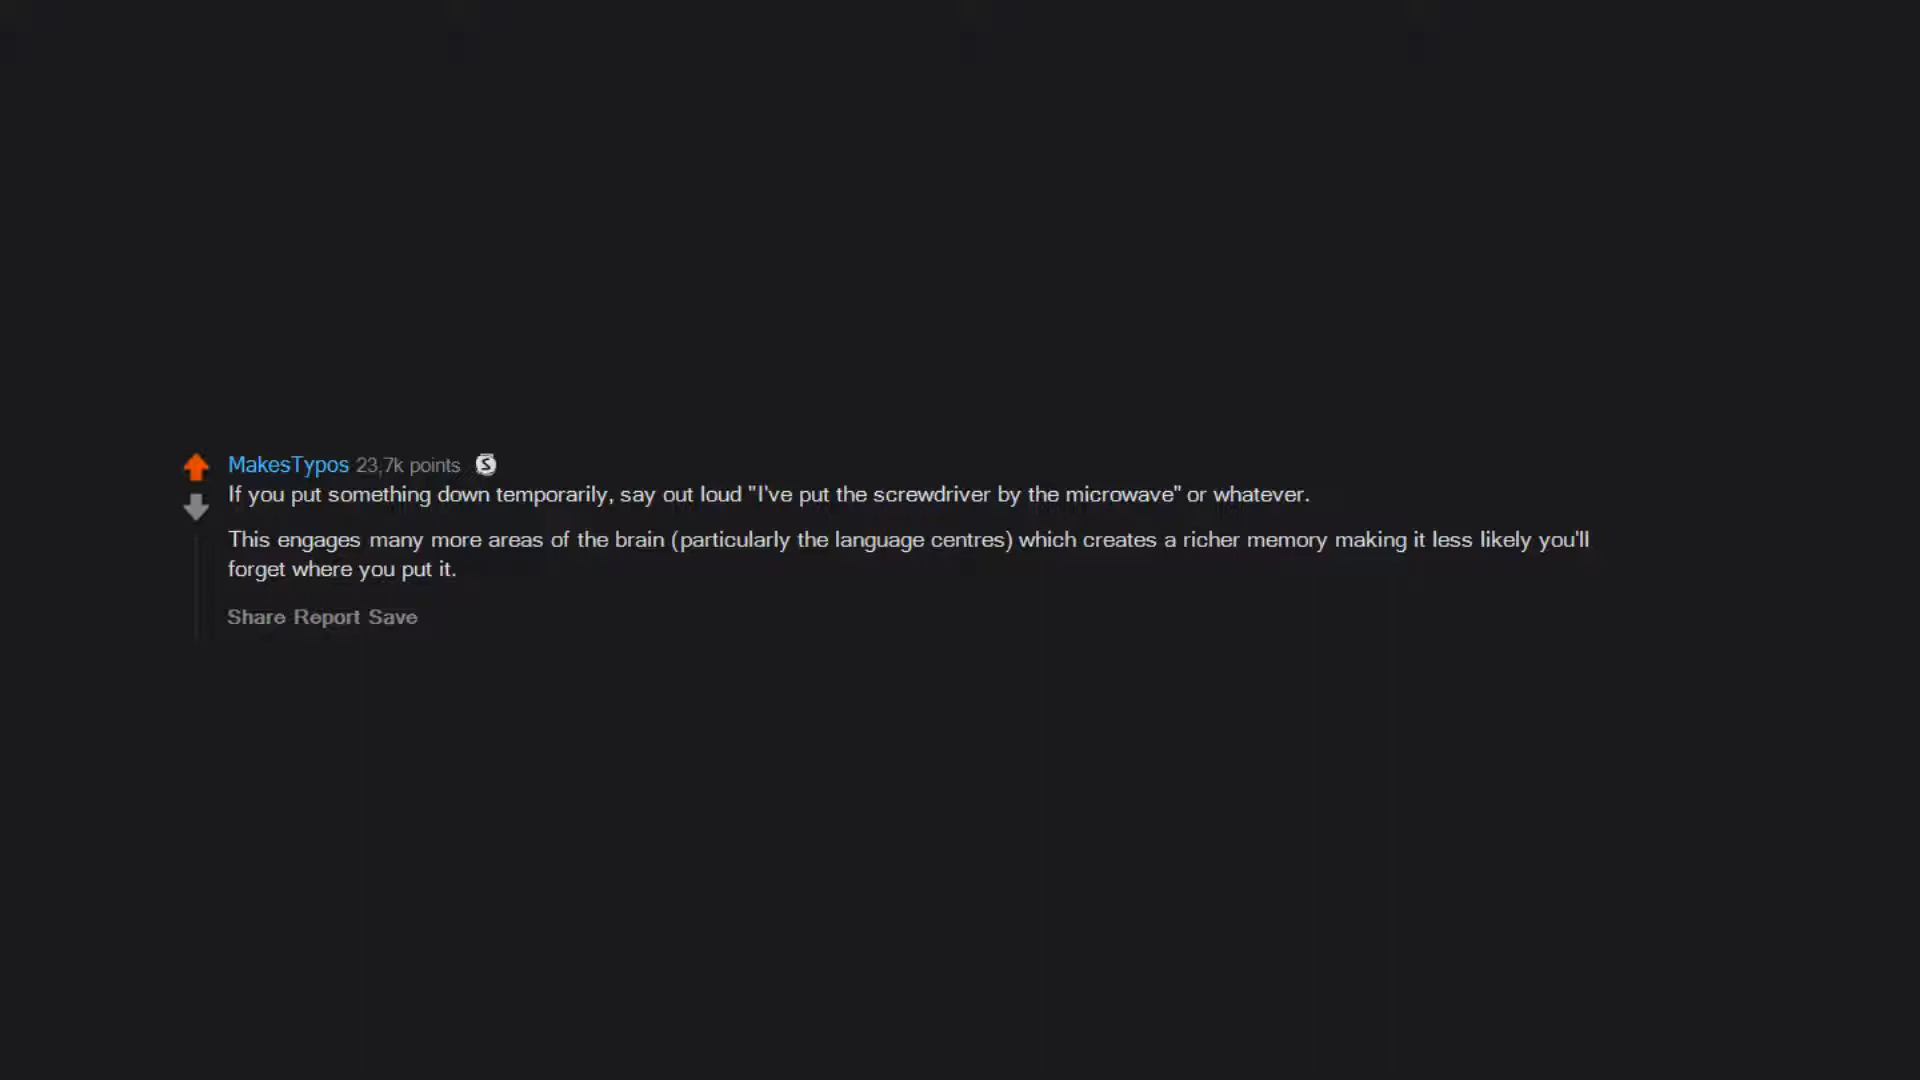 MakesTypos 23,7k points S
If you put something down temporarily, say out loud "I've put the screwdriver by the microwave" or whatever.
This engages many more areas of the brain (particularly the language centres) which creates a richer memory making it less likely you'll
forget where you put it.
Share Report Save